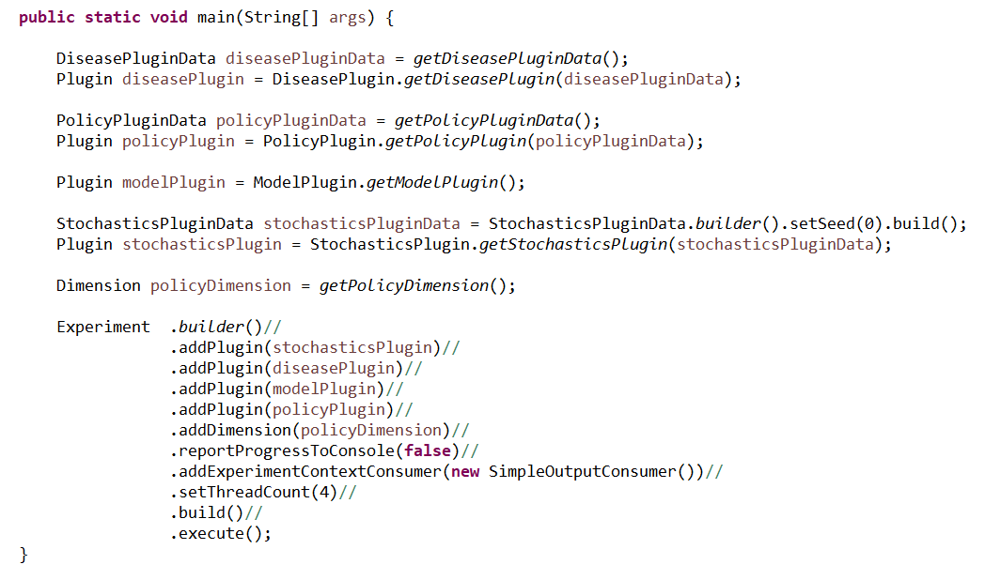 public static void main(String[] args) {

    DiseasePluginData diseasePluginData = getDiseasePluginData();
    Plugin diseasePlugin = DiseasePlugin.getDiseasePlugin(diseasePluginData);

    PolicyPluginData policyPluginData = getPolicyPluginData();
    Plugin policyPlugin = PolicyPlugin.getPolicyPlugin(policyPluginData);

    Plugin modelPlugin = ModelPlugin.getModelPlugin();

    StochasticsPluginData stochasticsPluginData = StochasticsPluginData.builder().setSeed(0).build();
    Plugin stochasticsPlugin = StochasticsPlugin.getStochasticsPlugin(stochasticsPluginData);

    Dimension policyDimension = getPolicyDimension();

    Experiment  .builder()//
                .addPlugin(stochasticsPlugin)//
                .addPlugin(diseasePlugin)//
                .addPlugin(modelPlugin)//
                .addPlugin(policyPlugin)//
                .addDimension(policyDimension)//
                .reportProgressToConsole(false)//
                .addExperimentContextConsumer(new SimpleOutputConsumer())//
                .setThreadCount(4)//
                .build()//
                .execute();
}